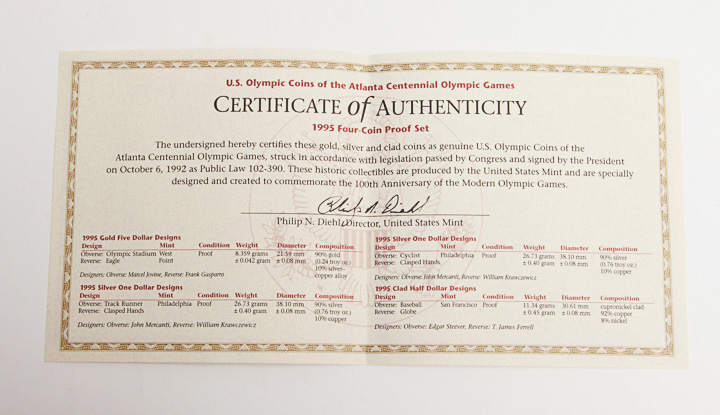 U.S. Olympic Coins of the Atlanta Centennial Olympic Games
CERTIFICATE of AUTHENTICITY
1995 Four-Coin Proof Set
The undersigned hereby certifies these gold, silver and clad coins as genuine U.S. Olympic Coins of the
Atlanta Centennial Olympic Games, struck in accordance with legislation passed by Congress and signed by the President
on October 6, 1992 as Public Law 102-390. These historic collectibles are produced by the United States Mint and are specially
designed and created to commemorate the 100th Anniversary of the Modern Olympic Games.
Philip N. Diehl
Philip N. Diehl, Director, United States Mint
1995 Gold Five Dollar Designs
Design Mint Condition Weight Diameter Composition
Obverse: Olympic Stadium West Proof 8.359 grams 21.59 mm 90% gold
Reverse: Eagle Point ± 0.042 gram ± 0.08 mm (0.24 troy oz.)
10% silver-
copper alloy
Designers: Obverse: Marcel Jovine, Reverse: Frank Gasparro
1995 Silver One Dollar Designs
Design Mint Condition Weight Diameter Composition
Obverse: Track Runner Philadelphia Proof 26.73 grams 38.10 mm 90% silver
Reverse: Clasped Hands ± 0.40 gram ± 0.08 mm (0.76 troy oz.)
10% copper
Designers: Obverse: John Mercanti, Reverse: William Krawczewicz
1995 Silver One Dollar Designs
Design Mint Condition Weight Diameter Composition
Obverse: Cyclist Philadelphia Proof 26.73 grams 38.10 mm 90% silver
Reverse: Clasped Hands ± 0.40 gram ± 0.08 mm (0.76 troy oz.)
10% copper
Designers: Obverse: John Mercanti, Reverse: William Krawczewicz
1995 Clad Half Dollar Designs
Design Mint Condition Weight Diameter Composition
Obverse: Baseball San Francisco Proof 11.34 grams 30.61 mm cupronickel clad
Reverse: Globe ± 0.45 gram ± 0.08 mm 92% copper
8% nickel
Designers: Obverse: Edgar Steever, Reverse: T. James Ferrell